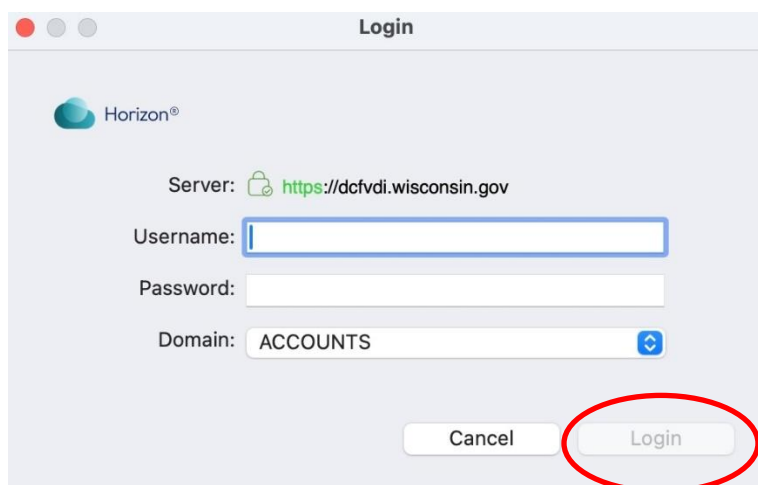 Login
Horizon®
Server: https://dcfvdi.wisconsin.gov
Username:
Password:
Domain: ACCOUNTS
Cancel Login